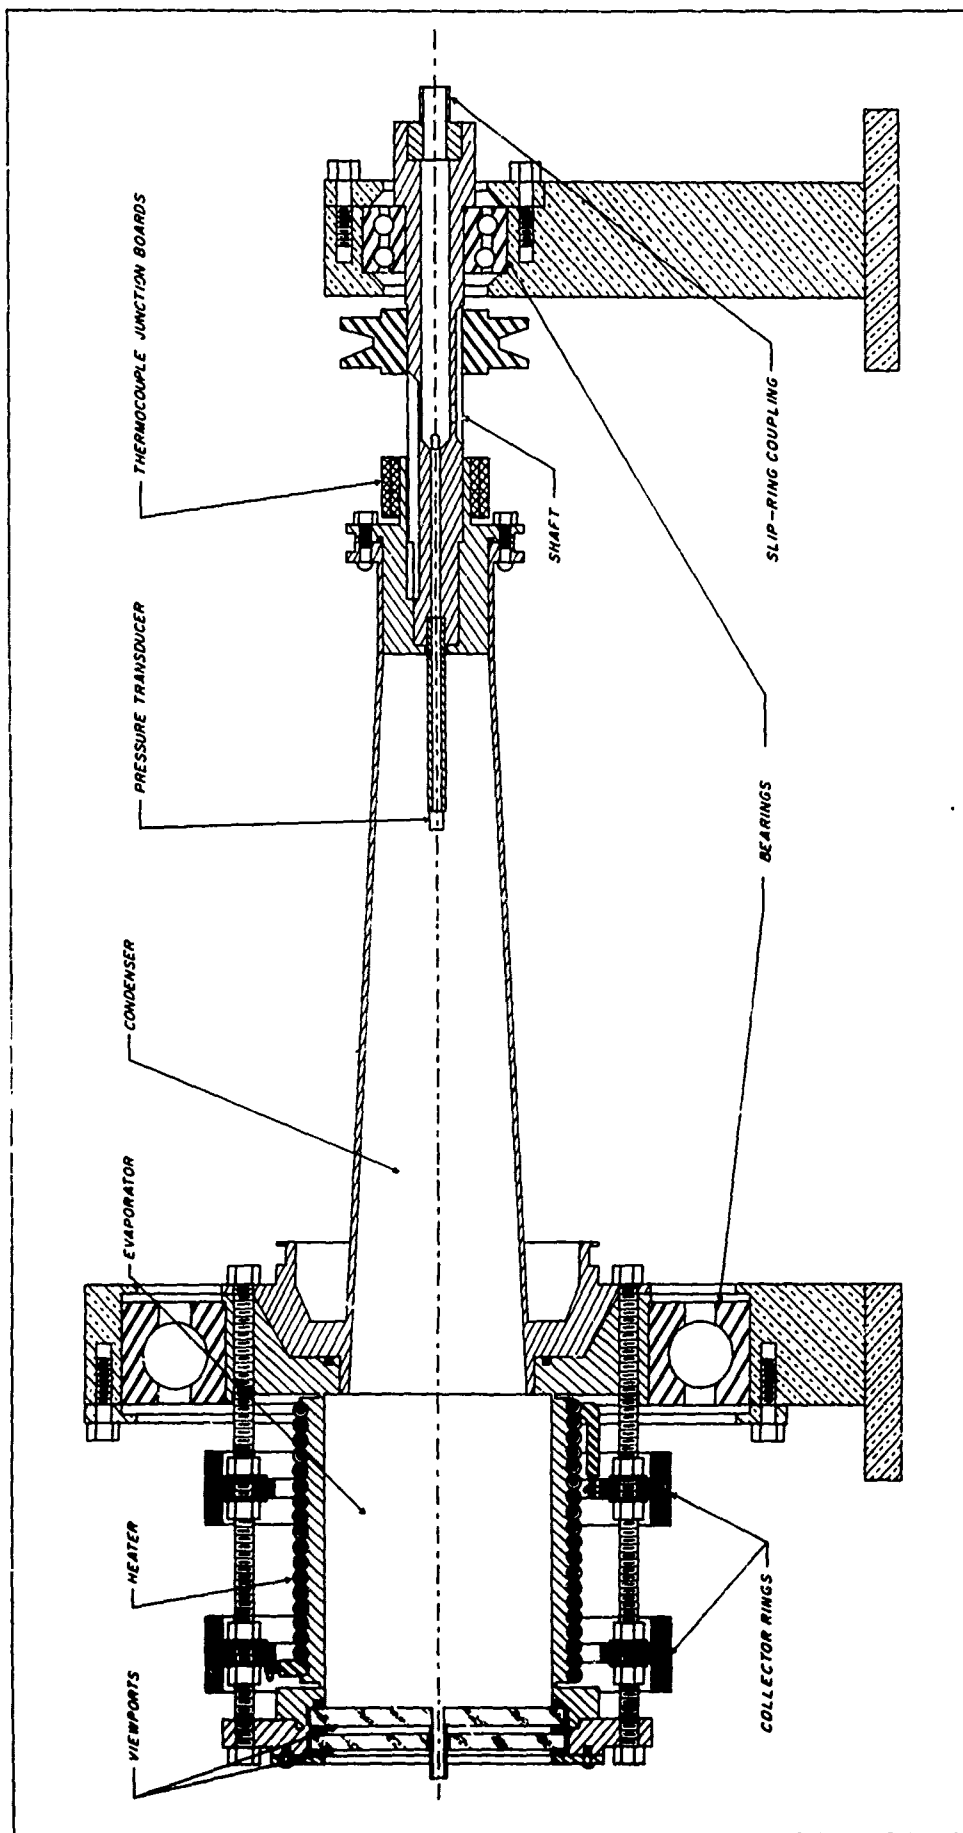 VIEWPORTS
HEATER
EVAPORATOR
CONDENSER
PRESSURE TRANSDUCER
THERMOCOUPLE JUNCTION BOARDS
COLLECTOR RINGS
BEARINGS
SHAFT
SLIP-RING COUPLING